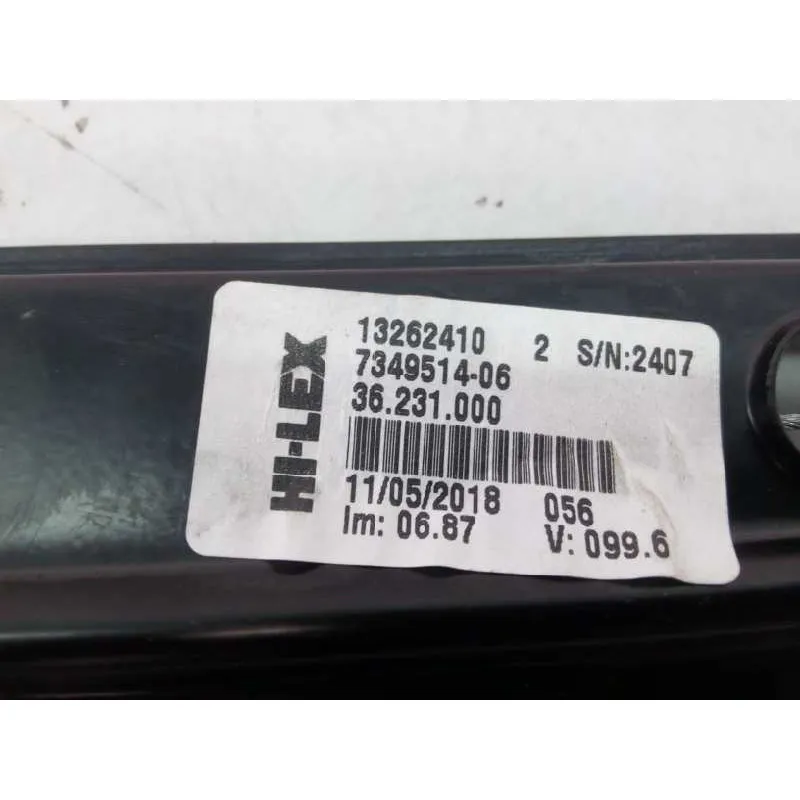 HI-LEX
13262410 2 S/N:2407
7349514-06
36.231.000
11/05/2018 056
Im: 06.87 V: 099.6